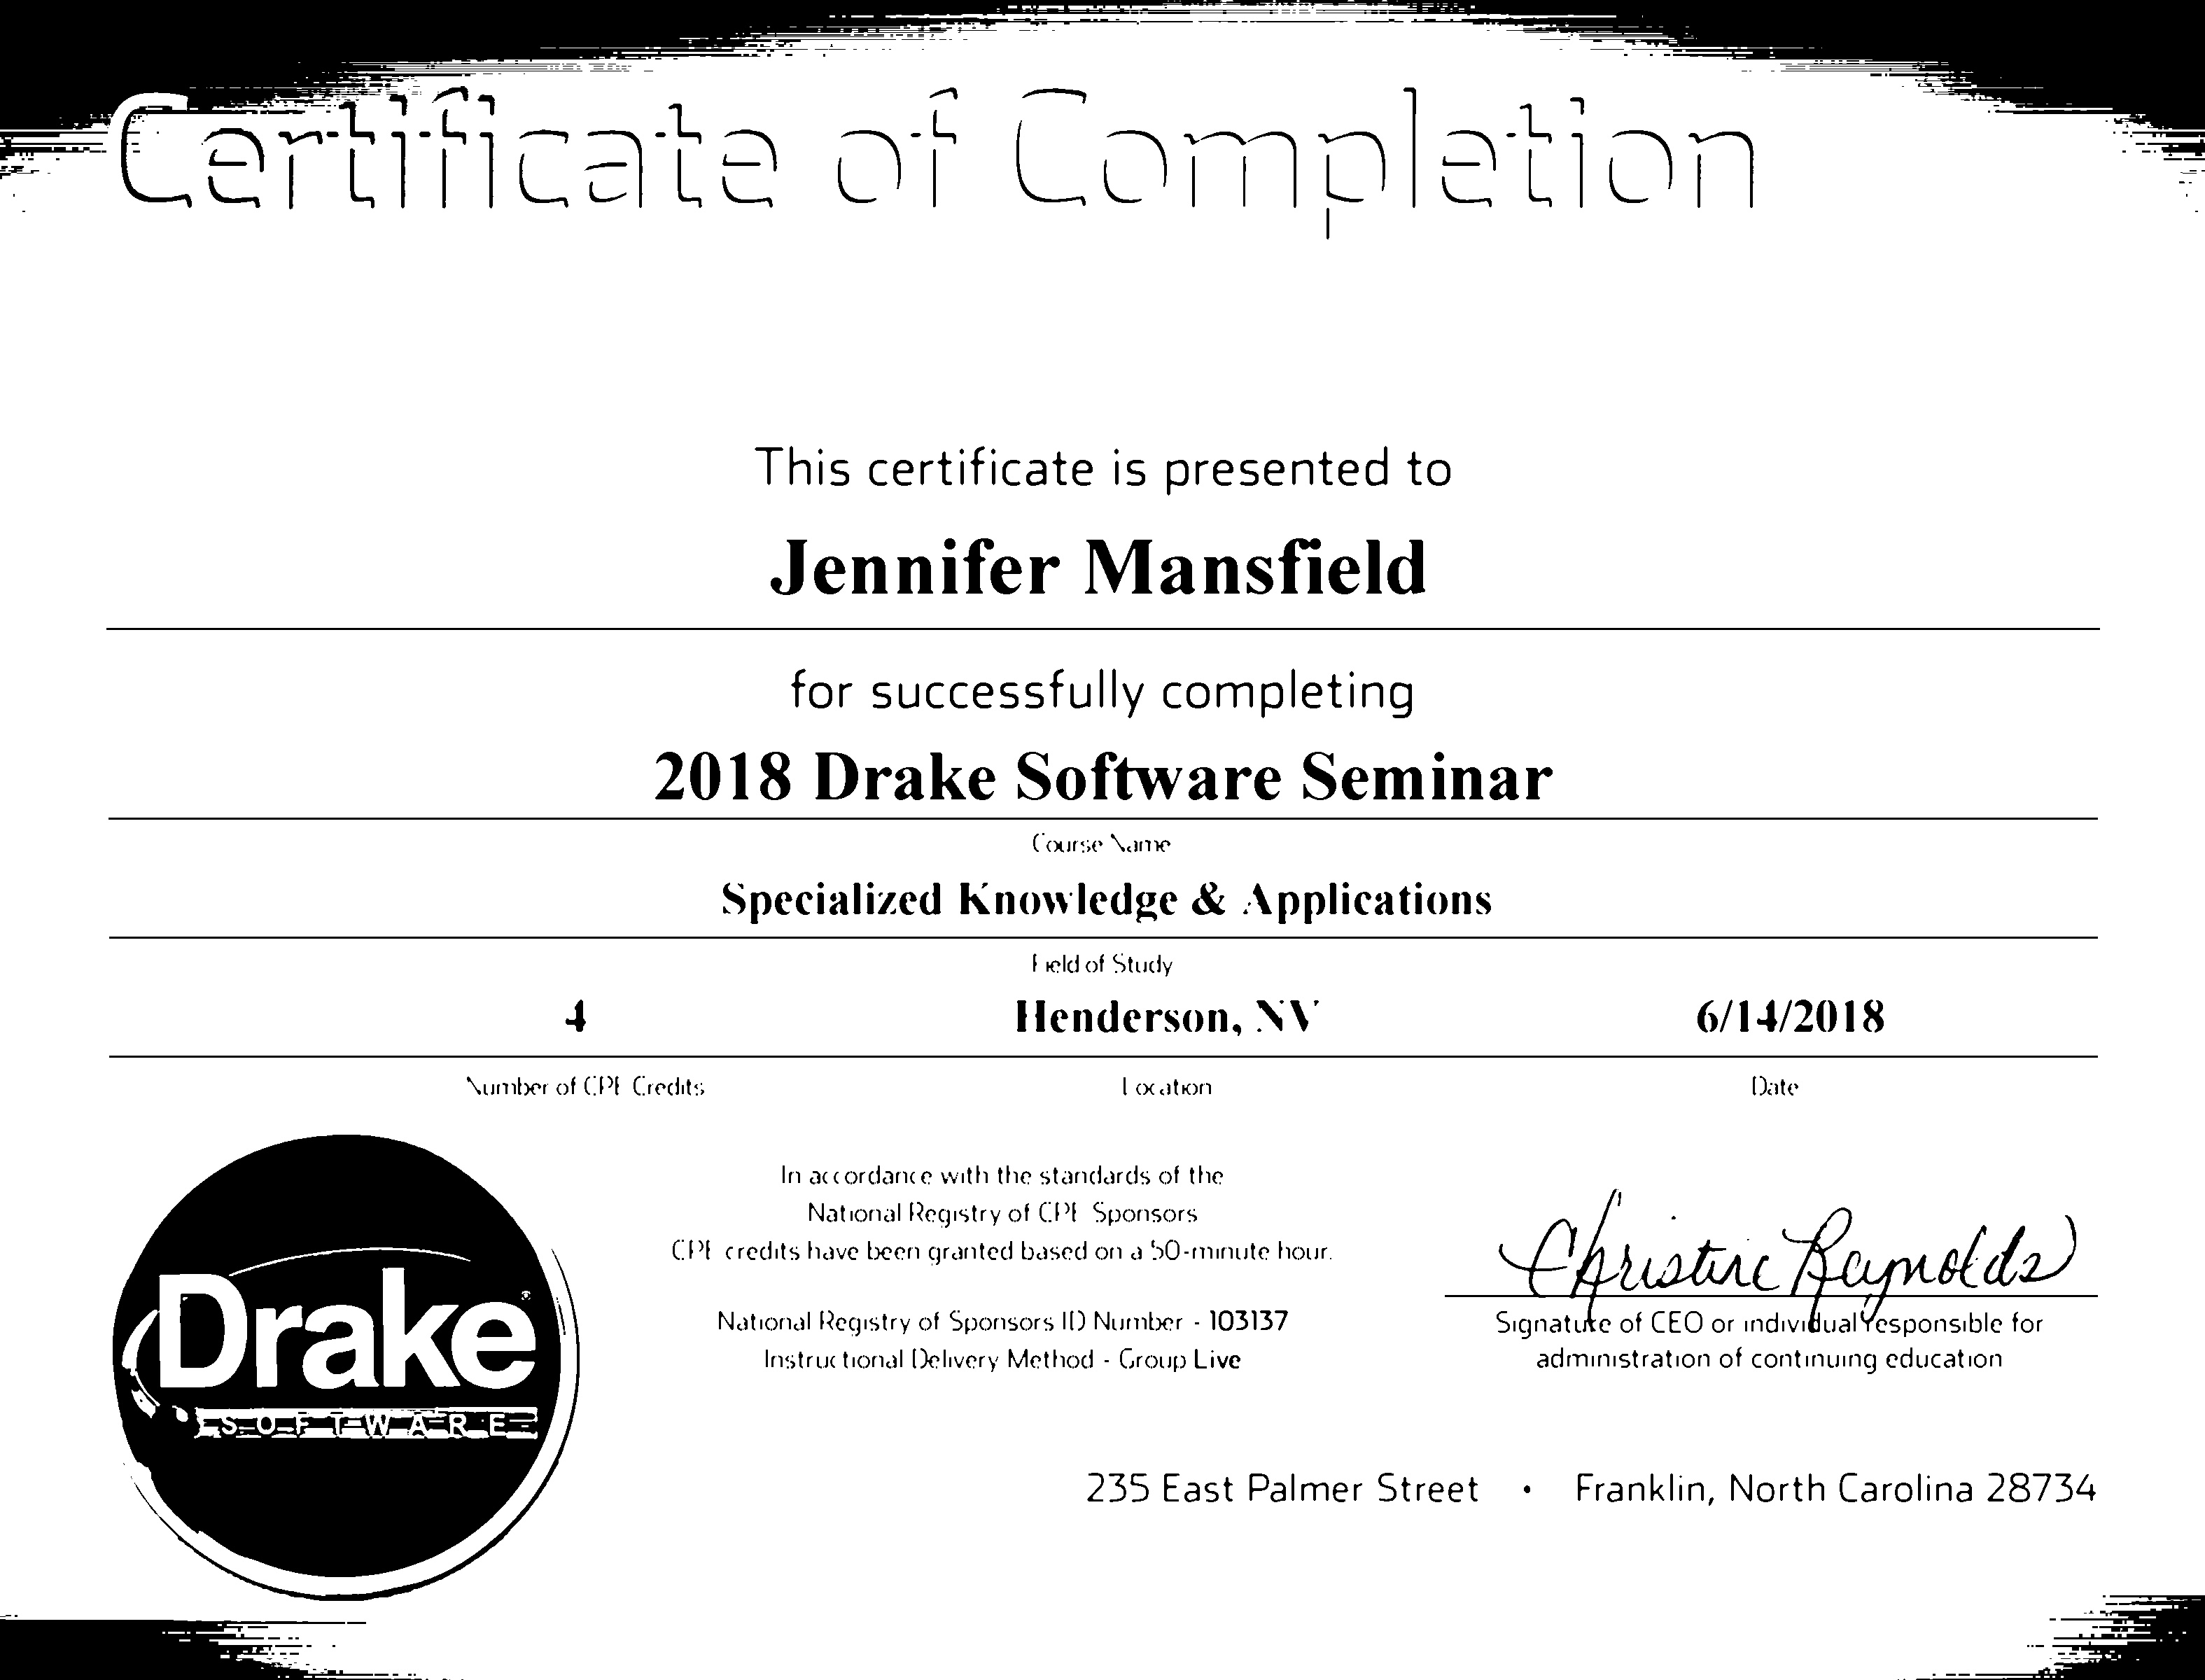 Certificate of Completion
This certificate is presented to
Jennifer Mansfield
for successfully completing
2018 Drake Software Seminar
Course Name
Specialized Knowledge & Applications
Field of Study
4 Henderson, NV 6/14/2018
Number of CPE Credits Location Date
In accordance with the standards of the
National Registry of CPE Sponsors
CPE credits have been granted based on a 50-minute hour.
National Registry of Sponsors ID Number - 103137
Instructional Delivery Method - Group Live
Christine Reynolds
Signature of CEO or individual responsible for
administration of continuing education
Drake®
SOFTWARE
235 East Palmer Street • Franklin, North Carolina 28734